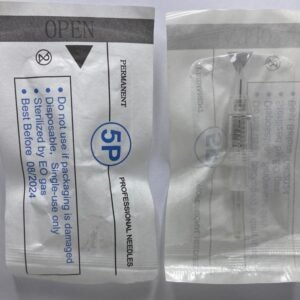 OPEN
PERMANENT
5P
PROFESSIONAL NEEDLES
• Do not use if packaging is damaged
• Disposable, Single-use only
• Sterilized by EO gas
• Best Before 08/2024